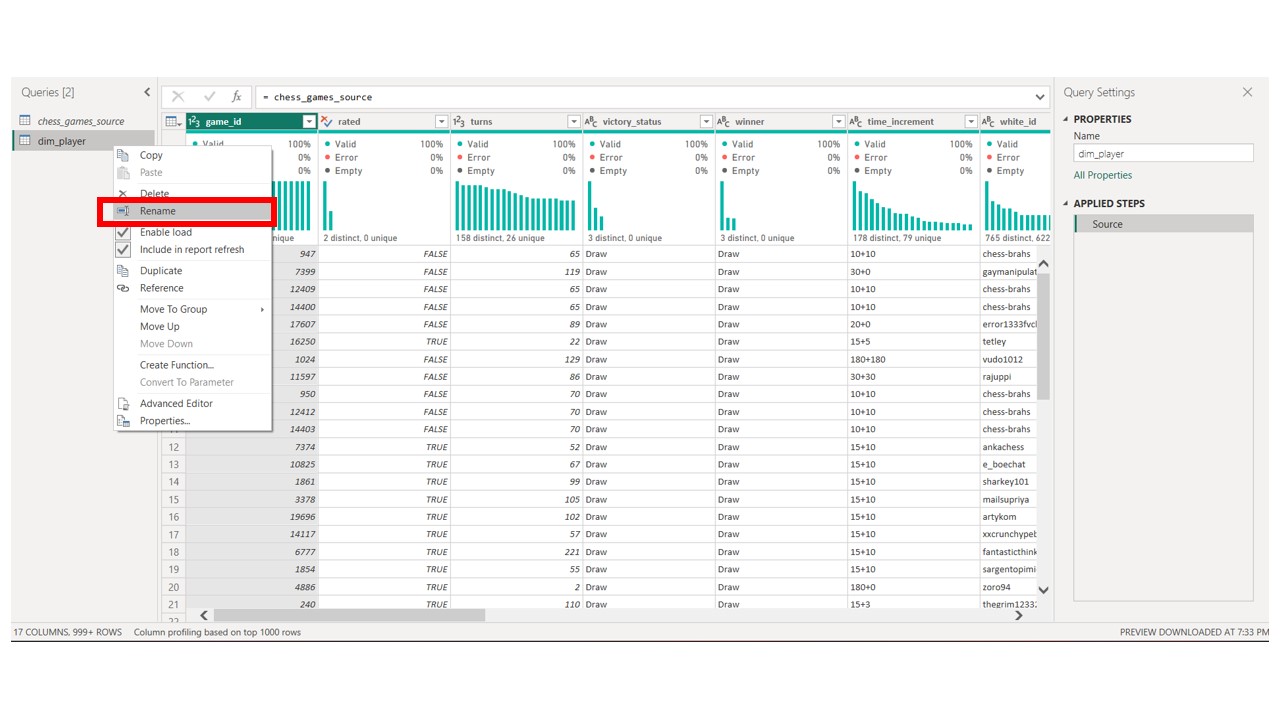 Queries [2]
chess_games_source
dim_player
Copy
Paste
Delete
Rename
Enable load
Include in report refresh
Duplicate
Reference
Move To Group
Move Up
Move Down
Create Function...
Convert To Parameter
Advanced Editor
Properties...
fx = chess_games_source
1²3 game_id rated 1²3 turns ABC victory_status ABC winner ABC time_increment ABC white_id
Valid 100% Valid 100% Valid 100% Valid 100% Valid 100% Valid 100% Valid
0% Error 0% Error 0% Error 0% Error 0% Error 0% Error
0% Empty 0% Empty 0% Empty 0% Empty 0% Empty 0% Empty
nique 2 distinct, 0 unique 158 distinct, 26 unique 3 distinct, 0 unique 3 distinct, 0 unique 178 distinct, 79 unique 765 distinct, 622
947 FALSE 65 Draw Draw 10+10 chess-brahs
7399 FALSE 119 Draw Draw 30+0 gaymanipulat
12409 FALSE 65 Draw Draw 10+10 chess-brahs
14400 FALSE 65 Draw Draw 10+10 chess-brahs
17607 FALSE 89 Draw Draw 20+0 error1333fvcl
16250 TRUE 22 Draw Draw 15+5 tetley
1024 FALSE 129 Draw Draw 180+180 vudo1012
11597 FALSE 86 Draw Draw 30+30 rajuppi
950 FALSE 70 Draw Draw 10+10 chess-brahs
12412 FALSE 70 Draw Draw 10+10 chess-brahs
14403 FALSE 70 Draw Draw 10+10 chess-brahs
12 7374 TRUE 52 Draw Draw 15+10 ankachess
13 10825 TRUE 67 Draw Draw 15+10 e_boechat
14 1861 TRUE 99 Draw Draw 15+10 sharkey101
15 3378 TRUE 105 Draw Draw 15+10 mailsupriya
16 19696 TRUE 102 Draw Draw 15+10 artykom
17 14117 TRUE 57 Draw Draw 15+10 xxcrunchypeb
18 6777 TRUE 221 Draw Draw 15+10 fantasticthink
19 1854 TRUE 55 Draw Draw 15+10 sargentopimi
20 4886 TRUE 2 Draw Draw 180+0 zoro94
21 240 TRUE 110 Draw Draw 15+3 thegrim1233
22
Query Settings
PROPERTIES
Name
dim_player
All Properties
APPLIED STEPS
Source
17 COLUMNS, 999+ ROWS Column profiling based on top 1000 rows PREVIEW DOWNLOADED AT 7:33 PM